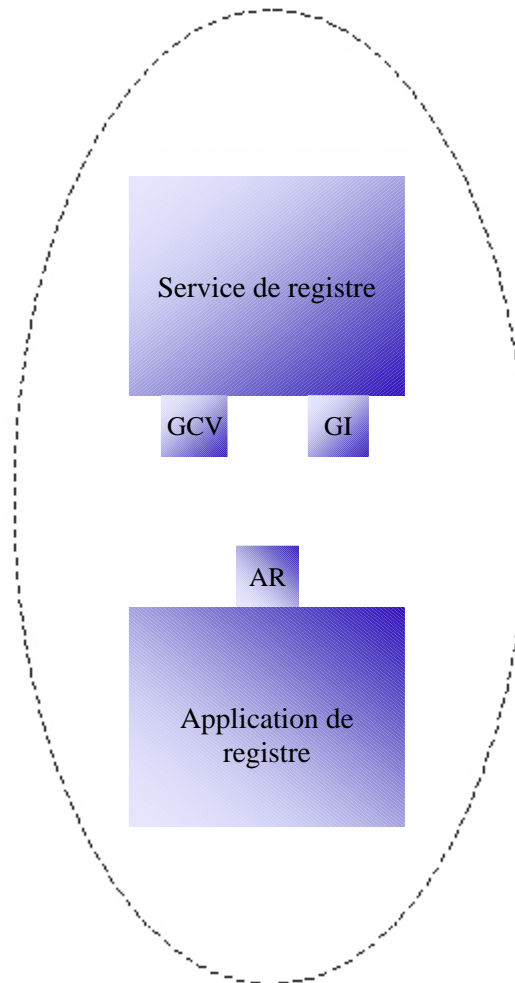 Service de registre
GCV GI
AR
Application de
registre